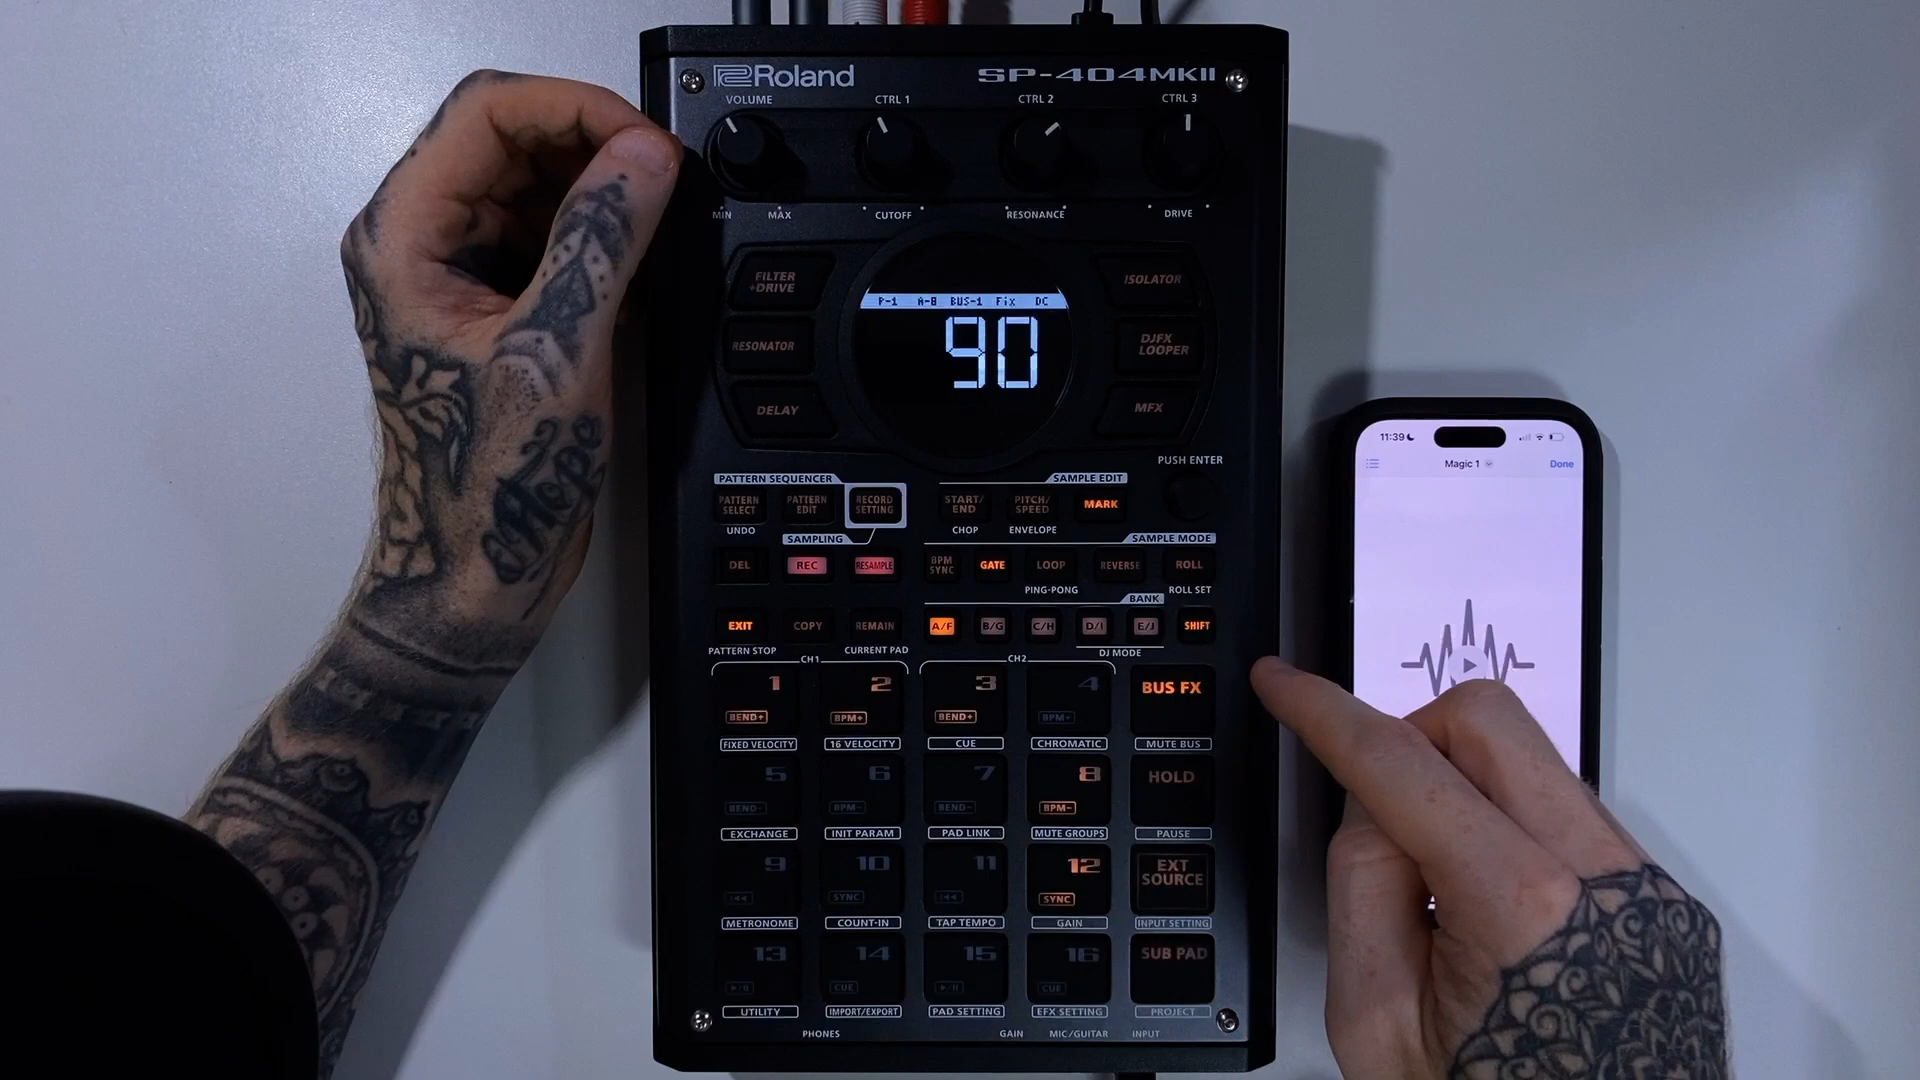 Roland
SP-404MKII
VOLUME
CTRL 1
CTRL 2
CTRL 3
MIN
MAX
CUTOFF
RESONANCE
DRIVE
FILTER
+DRIVE
ISOLATOR
P-1 A-8 BUS-1 Fix DC
90
RESONATOR
DJFX
LOOPER
DELAY
MFX
Hope
11:39
Magic 1
Done
PUSH ENTER
PATTERN SEQUENCER
SAMPLE EDIT
PATTERN
SELECT
PATTERN
EDIT
RECORD
SETTING
START/
END
PITCH/
SPEED
MARK
UNDO
CHOP
ENVELOPE
SAMPLING
SAMPLE MODE
DEL
REC
RESAMPLE
BPM
SYNC
GATE
LOOP
REVERSE
ROLL
PING-PONG
ROLL SET
BANK
EXIT
COPY
REMAIN
A/F
B/G
C/H
D/I
E/J
SHIFT
PATTERN STOP
CURRENT PAD
DJ MODE
CH1
CH2
1
2
3
4
BUS FX
BEND+
BPM+
BEND+
BPM+
FIXED VELOCITY
16 VELOCITY
CUE
CHROMATIC
MUTE BUS
5
6
7
8
HOLD
BEND-
BPM-
BEND-
BPM-
EXCHANGE
INIT PARAM
PAD LINK
MUTE GROUPS
PAUSE
9
10
11
12
EXT
SOURCE
SYNC
SYNC
METRONOME
COUNT-IN
TAP TEMPO
GAIN
INPUT SETTING
13
14
15
16
SUB PAD
CUE
CUE
UTILITY
IMPORT/EXPORT
PAD SETTING
EFX SETTING
PROJECT
PHONES
GAIN
MIC/GUITAR
INPUT